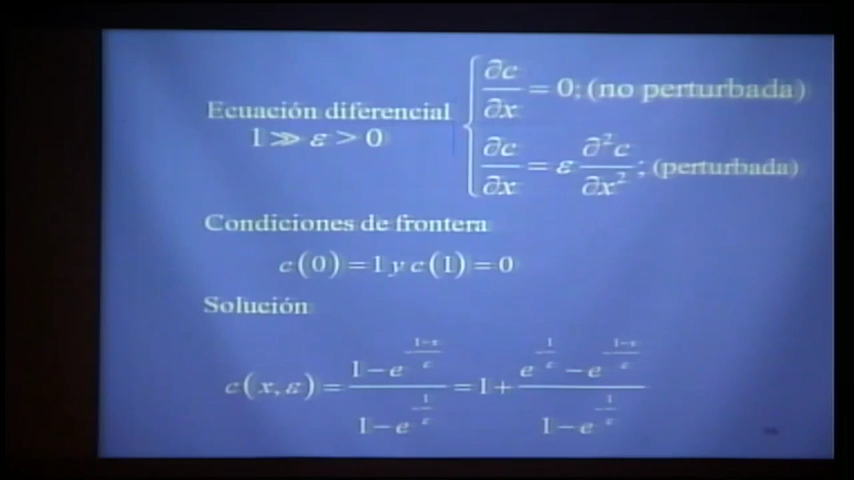 ∂c/∂x = 0; (no perturbada)
Ecuación diferencial
1 ≫ ε > 0
∂c/∂x = ε ∂²c/∂x²; (perturbada)
Condiciones de frontera
c(0) = 1 y c(1) = 0
Solución
c(x,ε) = (1 − e^(−(1−x)/ε)) / (1 − e^(−1/ε)) = 1 + (e^(−1/ε) − e^(−(1−x)/ε)) / (1 − e^(−1/ε))